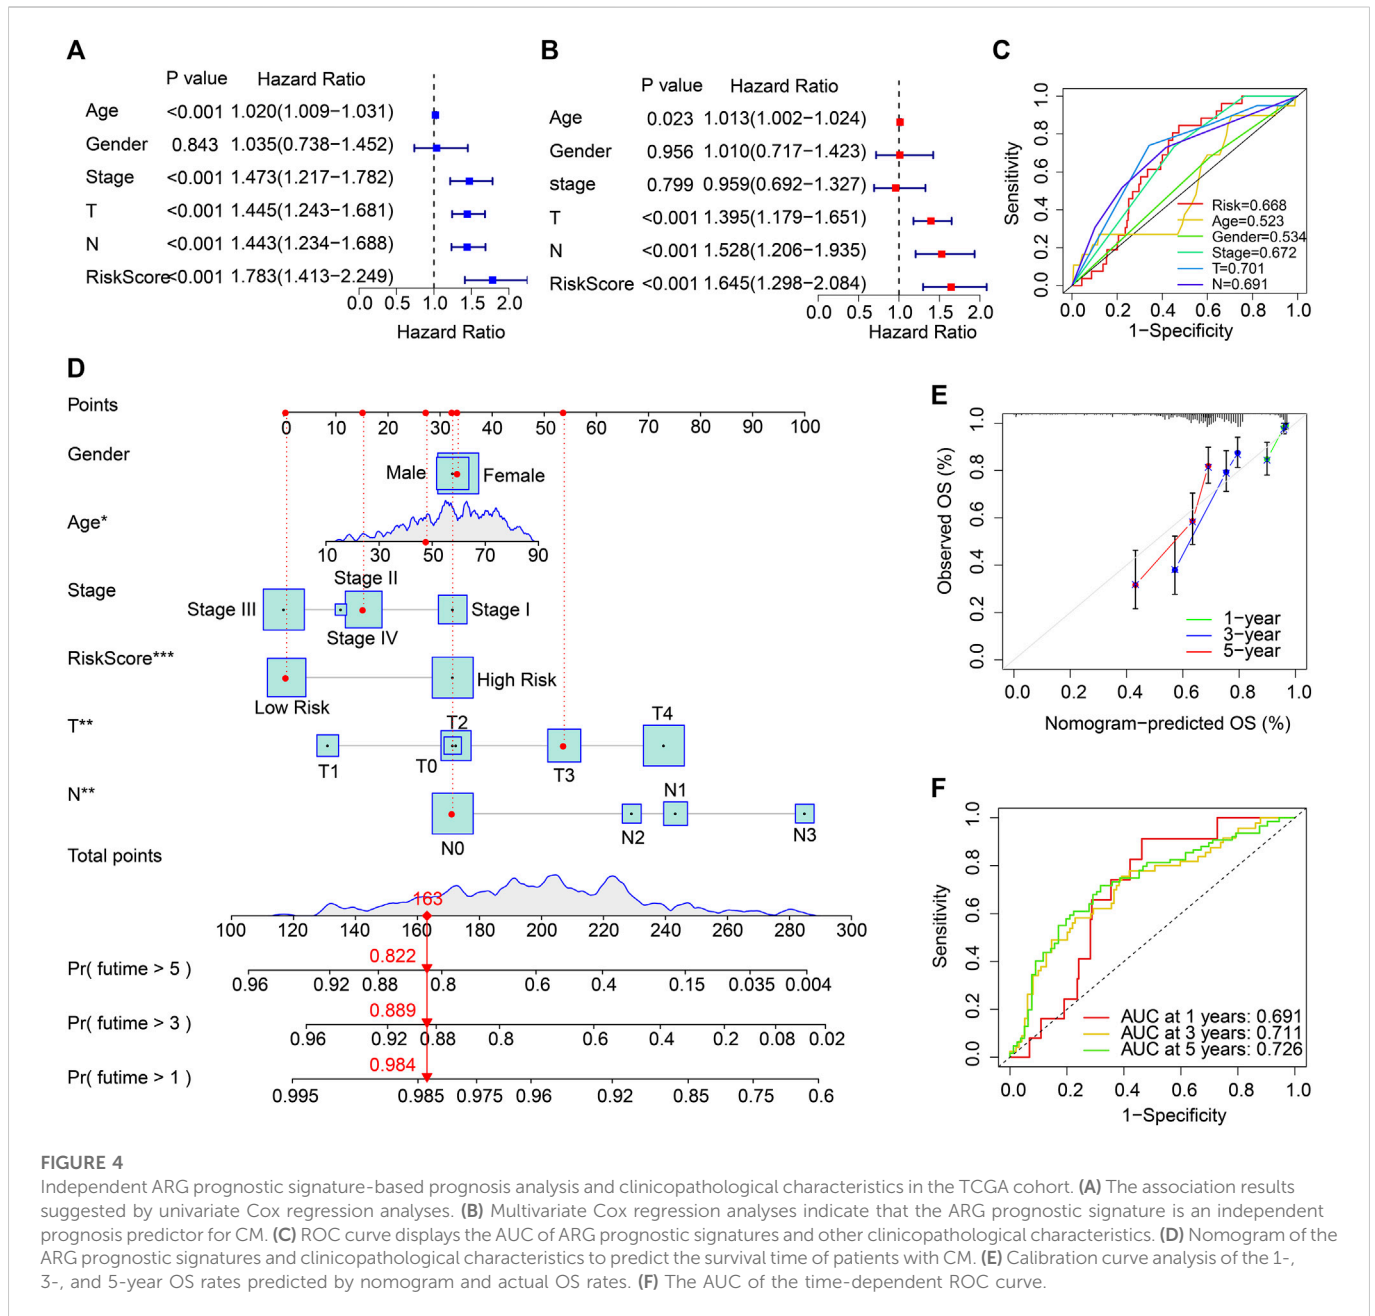 A
P value Hazard Ratio
Age <0.001 1.020(1.009−1.031)
Gender 0.843 1.035(0.738−1.452)
Stage <0.001 1.473(1.217−1.782)
T <0.001 1.445(1.243−1.681)
N <0.001 1.443(1.234−1.688)
RiskScore <0.001 1.783(1.413−2.249)
0.0 0.5 1.0 1.5 2.0
Hazard Ratio
B
P value Hazard Ratio
Age 0.023 1.013(1.002−1.024)
Gender 0.956 1.010(0.717−1.423)
stage 0.799 0.959(0.692−1.327)
T <0.001 1.395(1.179−1.651)
N <0.001 1.528(1.206−1.935)
RiskScore <0.001 1.645(1.298−2.084)
0.0 0.5 1.0 1.5 2.0
Hazard Ratio
C
Sensitivity
0.0 0.2 0.4 0.6 0.8 1.0
Risk=0.668
Age=0.523
Gender=0.534
Stage=0.672
T=0.701
N=0.691
0.0 0.2 0.4 0.6 0.8 1.0
1−Specificity
D
Points
0 10 20 30 40 50 60 70 80 90 100
Gender
Male Female
Age*
10 30 50 70 90
Stage
Stage II
Stage III Stage I
Stage IV
RiskScore***
High Risk
Low Risk
T**
T2 T4
T0
T1 T3
N**
N1
N0 N2 N3
Total points
163
100 120 140 160 180 200 220 240 260 280 300
0.822
Pr( futime > 5 )
0.96 0.92 0.88 0.8 0.6 0.4 0.15 0.035 0.004
0.889
Pr( futime > 3 )
0.96 0.92 0.88 0.8 0.6 0.4 0.2 0.08 0.02
0.984
Pr( futime > 1 )
0.995 0.985 0.975 0.96 0.92 0.85 0.75 0.6
E
Observed OS (%)
0.0 0.2 0.4 0.6 0.8 1.0
1−year
3−year
5−year
0.0 0.2 0.4 0.6 0.8 1.0
Nomogram−predicted OS (%)
F
Sensitivity
0.0 0.2 0.4 0.6 0.8 1.0
AUC at 1 years: 0.691
AUC at 3 years: 0.711
AUC at 5 years: 0.726
0.0 0.2 0.4 0.6 0.8 1.0
1−Specificity
FIGURE 4
Independent ARG prognostic signature-based prognosis analysis and clinicopathological characteristics in the TCGA cohort. (A) The association results
suggested by univariate Cox regression analyses. (B) Multivariate Cox regression analyses indicate that the ARG prognostic signature is an independent
prognosis predictor for CM. (C) ROC curve displays the AUC of ARG prognostic signatures and other clinicopathological characteristics. (D) Nomogram of the
ARG prognostic signatures and clinicopathological characteristics to predict the survival time of patients with CM. (E) Calibration curve analysis of the 1-,
3-, and 5-year OS rates predicted by nomogram and actual OS rates. (F) The AUC of the time-dependent ROC curve.